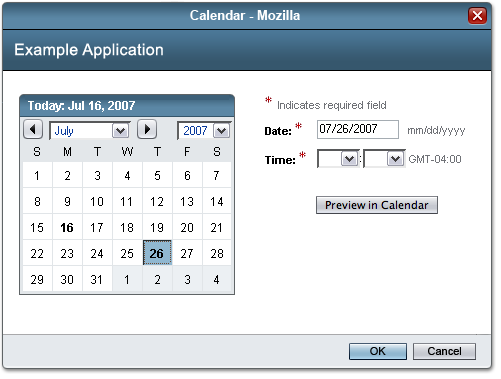 Calendar - Mozilla
Example Application
Today: Jul 16, 2007
July 2007
S M T W T F S
1 2 3 4 5 6 7
8 9 10 11 12 13 14
15 16 17 18 19 20 21
22 23 24 25 26 27 28
29 30 31 1 2 3 4
* Indicates required field
Date: * 07/26/2007 mm/dd/yyyy
Time: * : GMT-04:00
Preview in Calendar
OK Cancel